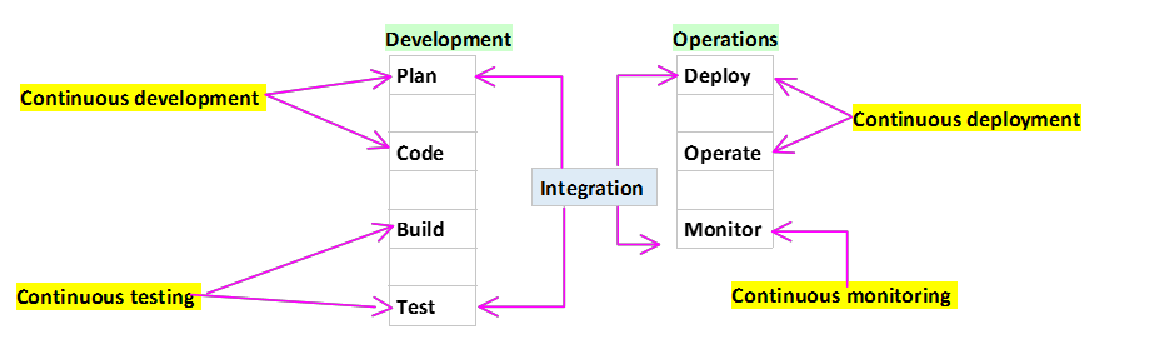 Development
Operations
Plan
Deploy
Continuous development
Continuous deployment
Code
Operate
Integration
Build
Monitor
Continuous testing
Continuous monitoring
Test